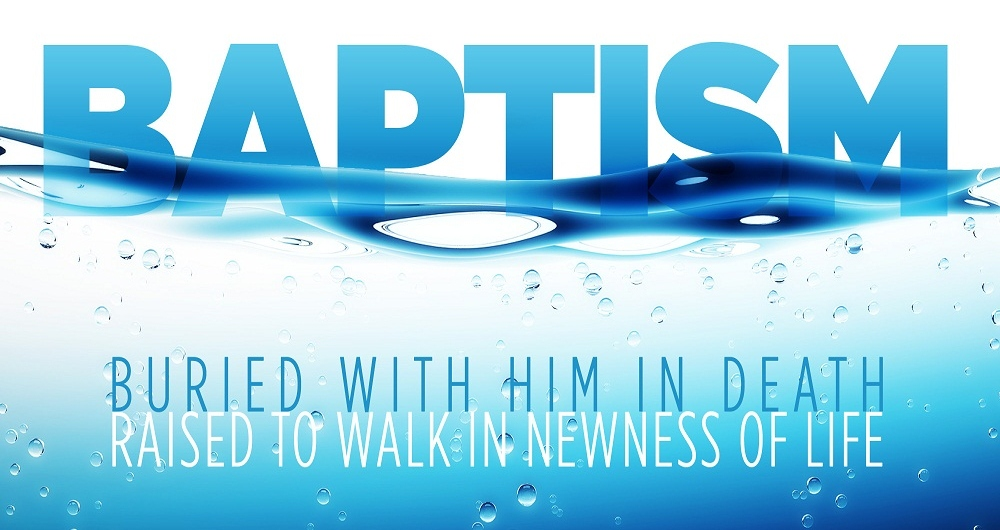 BAPTISM
BURIED WITH HIM IN DEATH
RAISED TO WALK IN NEWNESS OF LIFE